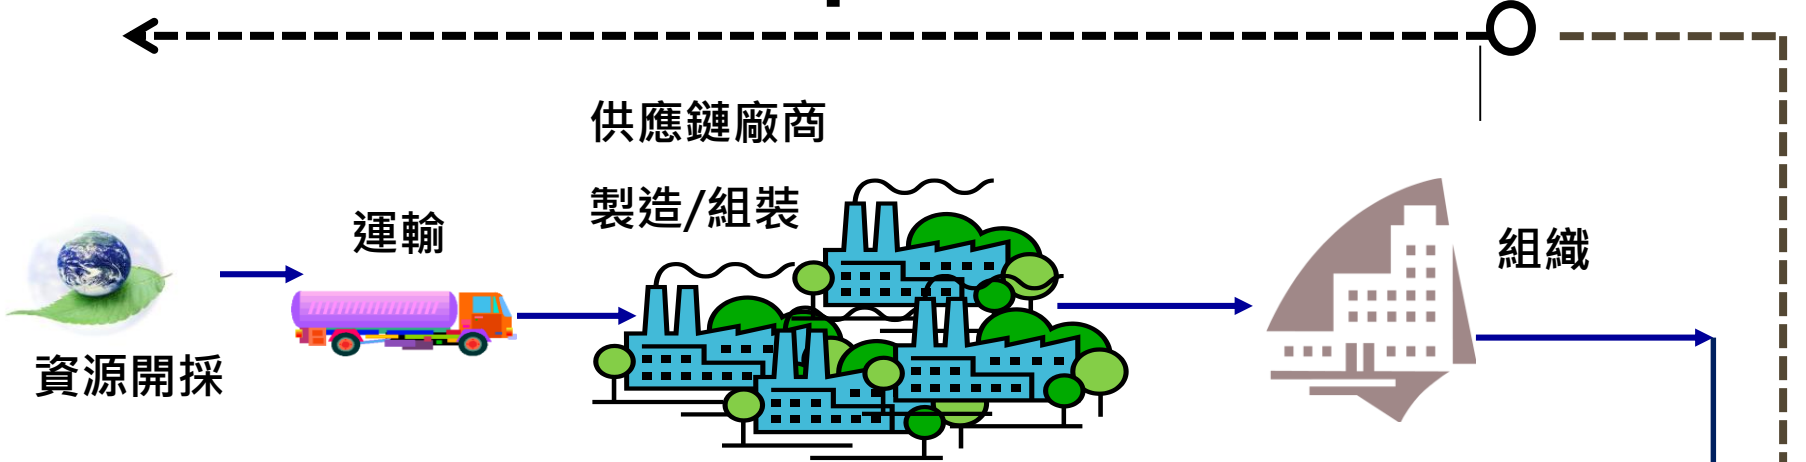 供應鏈廠商
製造/組裝
運輸
組織
資源開採